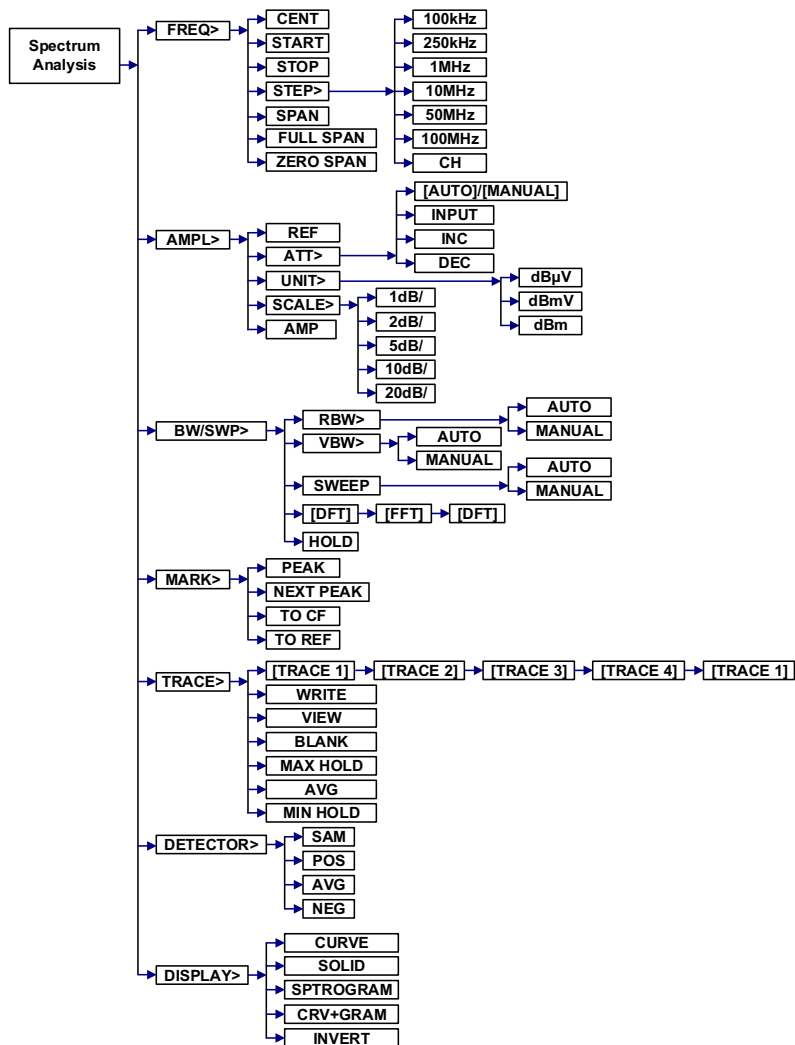 Spectrum
Analysis
FREQ>
CENT
START
STOP
STEP>
SPAN
FULL SPAN
ZERO SPAN
100kHz
250kHz
1MHz
10MHz
50MHz
100MHz
CH
AMPL>
REF
ATT>
UNIT>
SCALE>
AMP
[AUTO]/[MANUAL]
INPUT
INC
DEC
dBµV
dBmV
dBm
1dB/
2dB/
5dB/
10dB/
20dB/
BW/SWP>
RBW>
AUTO
MANUAL
VBW>
AUTO
MANUAL
SWEEP
AUTO
MANUAL
[DFT]
[FFT]
[DFT]
HOLD
MARK>
PEAK
NEXT PEAK
TO CF
TO REF
TRACE>
[TRACE 1]
[TRACE 2]
[TRACE 3]
[TRACE 4]
[TRACE 1]
WRITE
VIEW
BLANK
MAX HOLD
AVG
MIN HOLD
DETECTOR>
SAM
POS
AVG
NEG
DISPLAY>
CURVE
SOLID
SPTROGRAM
CRV+GRAM
INVERT